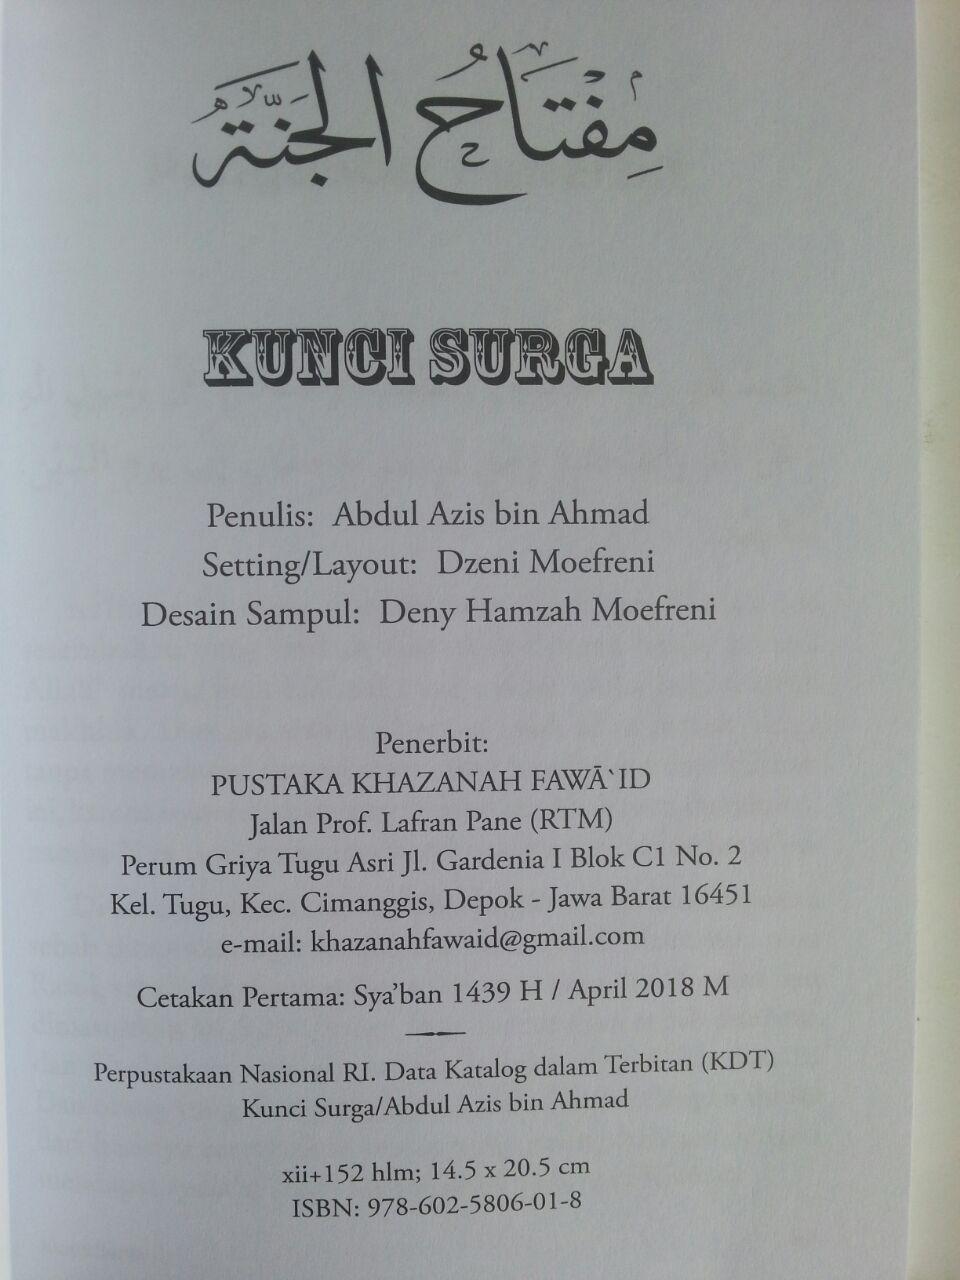 مِفْتَاحُ الْجَنَّةِ
KUNCI SURGA
Penulis: Abdul Azis bin Ahmad
Setting/Layout: Dzeni Moefreni
Desain Sampul: Deny Hamzah Moefreni
Penerbit:
PUSTAKA KHAZANAH FAWĀ`ID
Jalan Prof. Lafran Pane (RTM)
Perum Griya Tugu Asri Jl. Gardenia I Blok C1 No. 2
Kel. Tugu, Kec. Cimanggis, Depok - Jawa Barat 16451
e-mail: khazanahfawaid@gmail.com
Cetakan Pertama: Sya'ban 1439 H / April 2018 M
Perpustakaan Nasional RI. Data Katalog dalam Terbitan (KDT)
Kunci Surga/Abdul Azis bin Ahmad
xii+152 hlm; 14.5 x 20.5 cm
ISBN: 978-602-5806-01-8